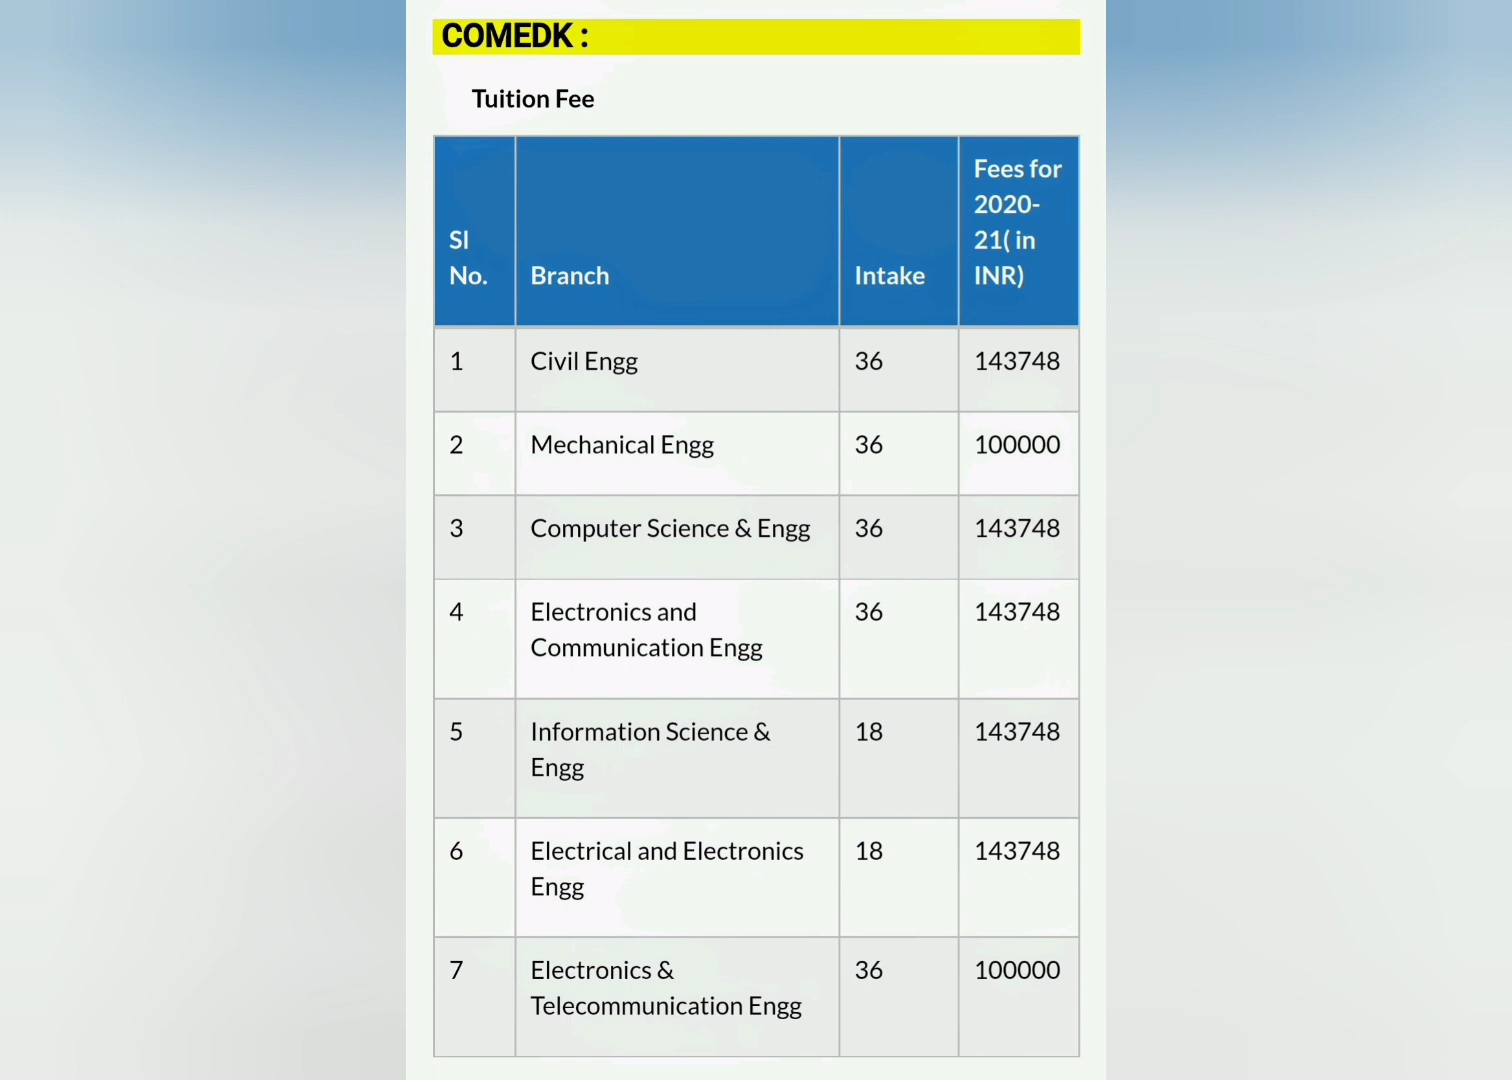 COMEDK :
Tuition Fee
Sl No. Branch Intake Fees for 2020-21( in INR)
1 Civil Engg 36 143748
2 Mechanical Engg 36 100000
3 Computer Science & Engg 36 143748
4 Electronics and Communication Engg 36 143748
5 Information Science & Engg 18 143748
6 Electrical and Electronics Engg 18 143748
7 Electronics & Telecommunication Engg 36 100000